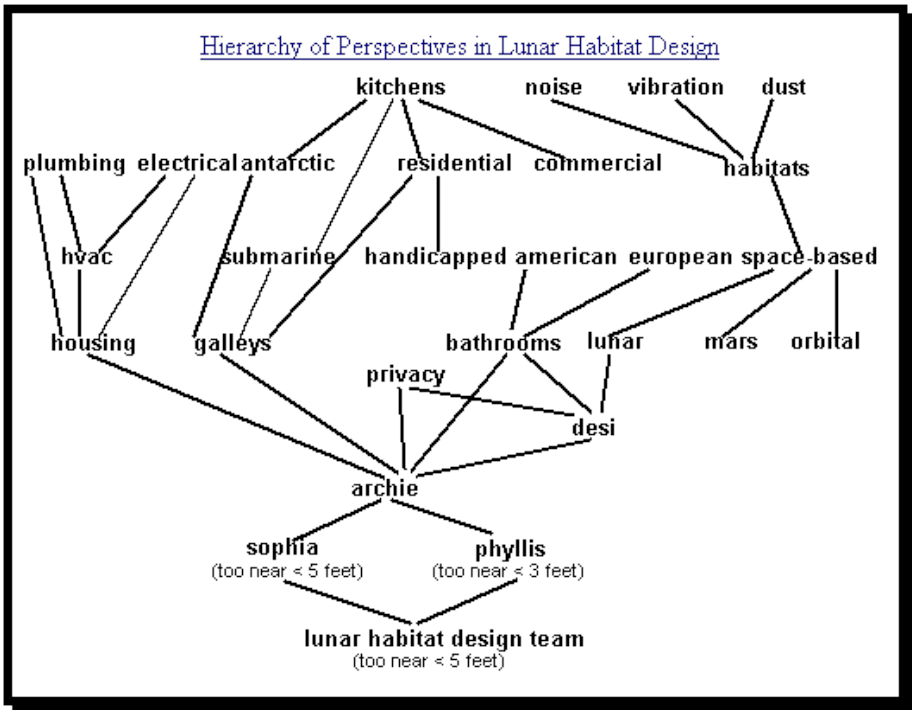 Hierarchy of Perspectives in Lunar Habitat Design
kitchens noise vibration dust
plumbing electrical antarctic residential commercial habitats
hvac submarine handicapped american european space-based
housing galleys bathrooms lunar mars orbital
privacy
desi
archie
sophia phyllis
(too near < 5 feet) (too near < 3 feet)
lunar habitat design team
(too near < 5 feet)